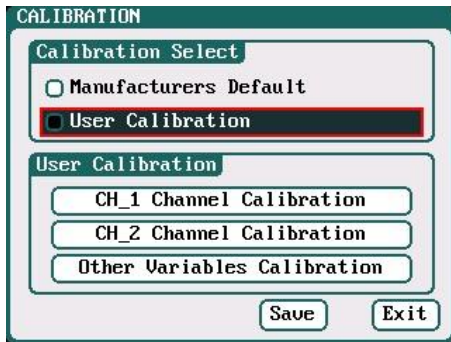 CALIBRATION
Calibration Select
Manufacturers Default
User Calibration
User Calibration
CH_1 Channel Calibration
CH_2 Channel Calibration
Other Variables Calibration
Save Exit